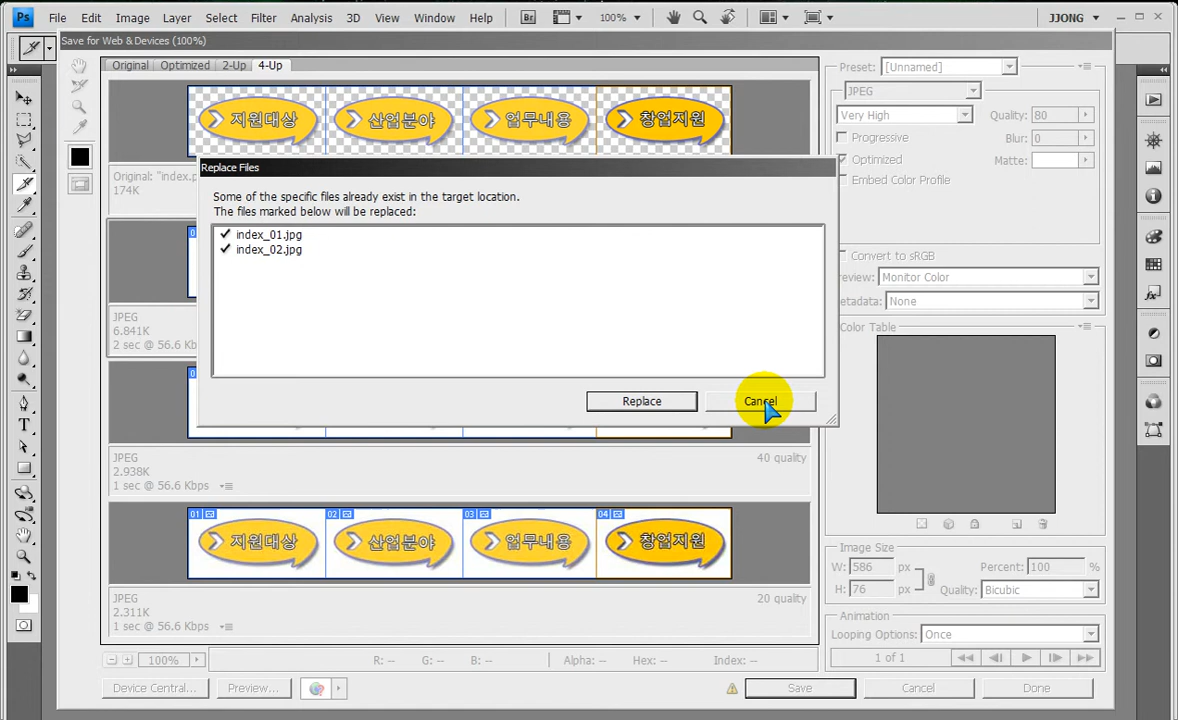 Ps File Edit Image Layer Select Filter Analysis 3D View Window Help Br 100% JJONG
Save for Web & Devices (100%)
Original Optimized 2-Up 4-Up
Preset: [Unnamed]
JPEG
Very High Quality: 80
Progressive Blur: 0
Optimized Matte:
Embed Color Profile
지원대상 산업분야 업무내용 창업지원
Original: "index.p
174K
Replace Files
Some of the specific files already exist in the target location.
The files marked below will be replaced:
index_01.jpg
index_02.jpg
Replace Cancel
Convert to sRGB
review: Monitor Color
etadata: None
Color Table
JPEG
6.841K
2 sec @ 56.6 Kbps
JPEG 40 quality
2.938K
1 sec @ 56.6 Kbps
01 02 03 04
지원대상 산업분야 업무내용 창업지원
JPEG 20 quality
2.311K
1 sec @ 56.6 Kbps
Image Size
W: 586 px Percent: 100 %
H: 76 px Quality: Bicubic
Animation
Looping Options: Once
1 of 1
100% R: -- G: -- B: -- Alpha: -- Hex: -- Index: --
Device Central... Preview... Save Cancel Done